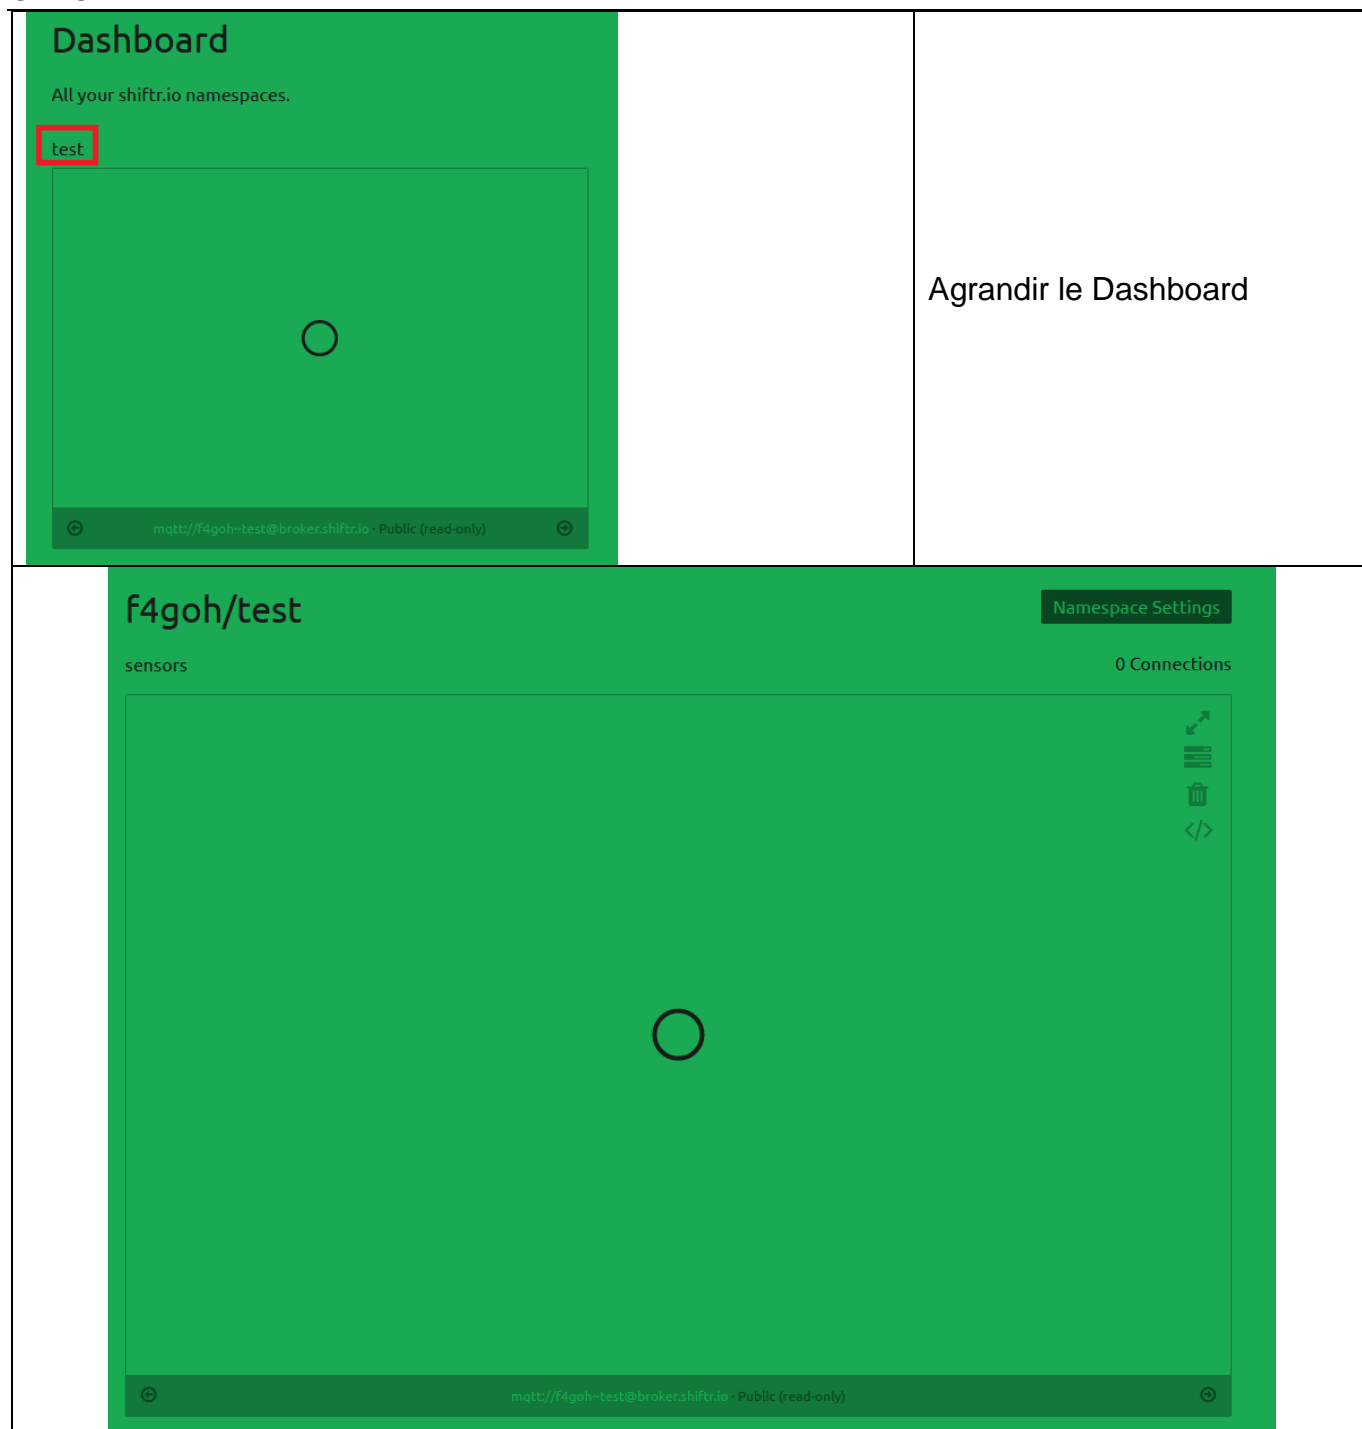 Dashboard
All your shiftr.io namespaces.
test
mqtt://f4goh~test@broker.shiftr.io · Public (read-only)
Agrandir le Dashboard
f4goh/test
Namespace Settings
sensors
0 Connections
mqtt://f4goh~test@broker.shiftr.io · Public (read-only)